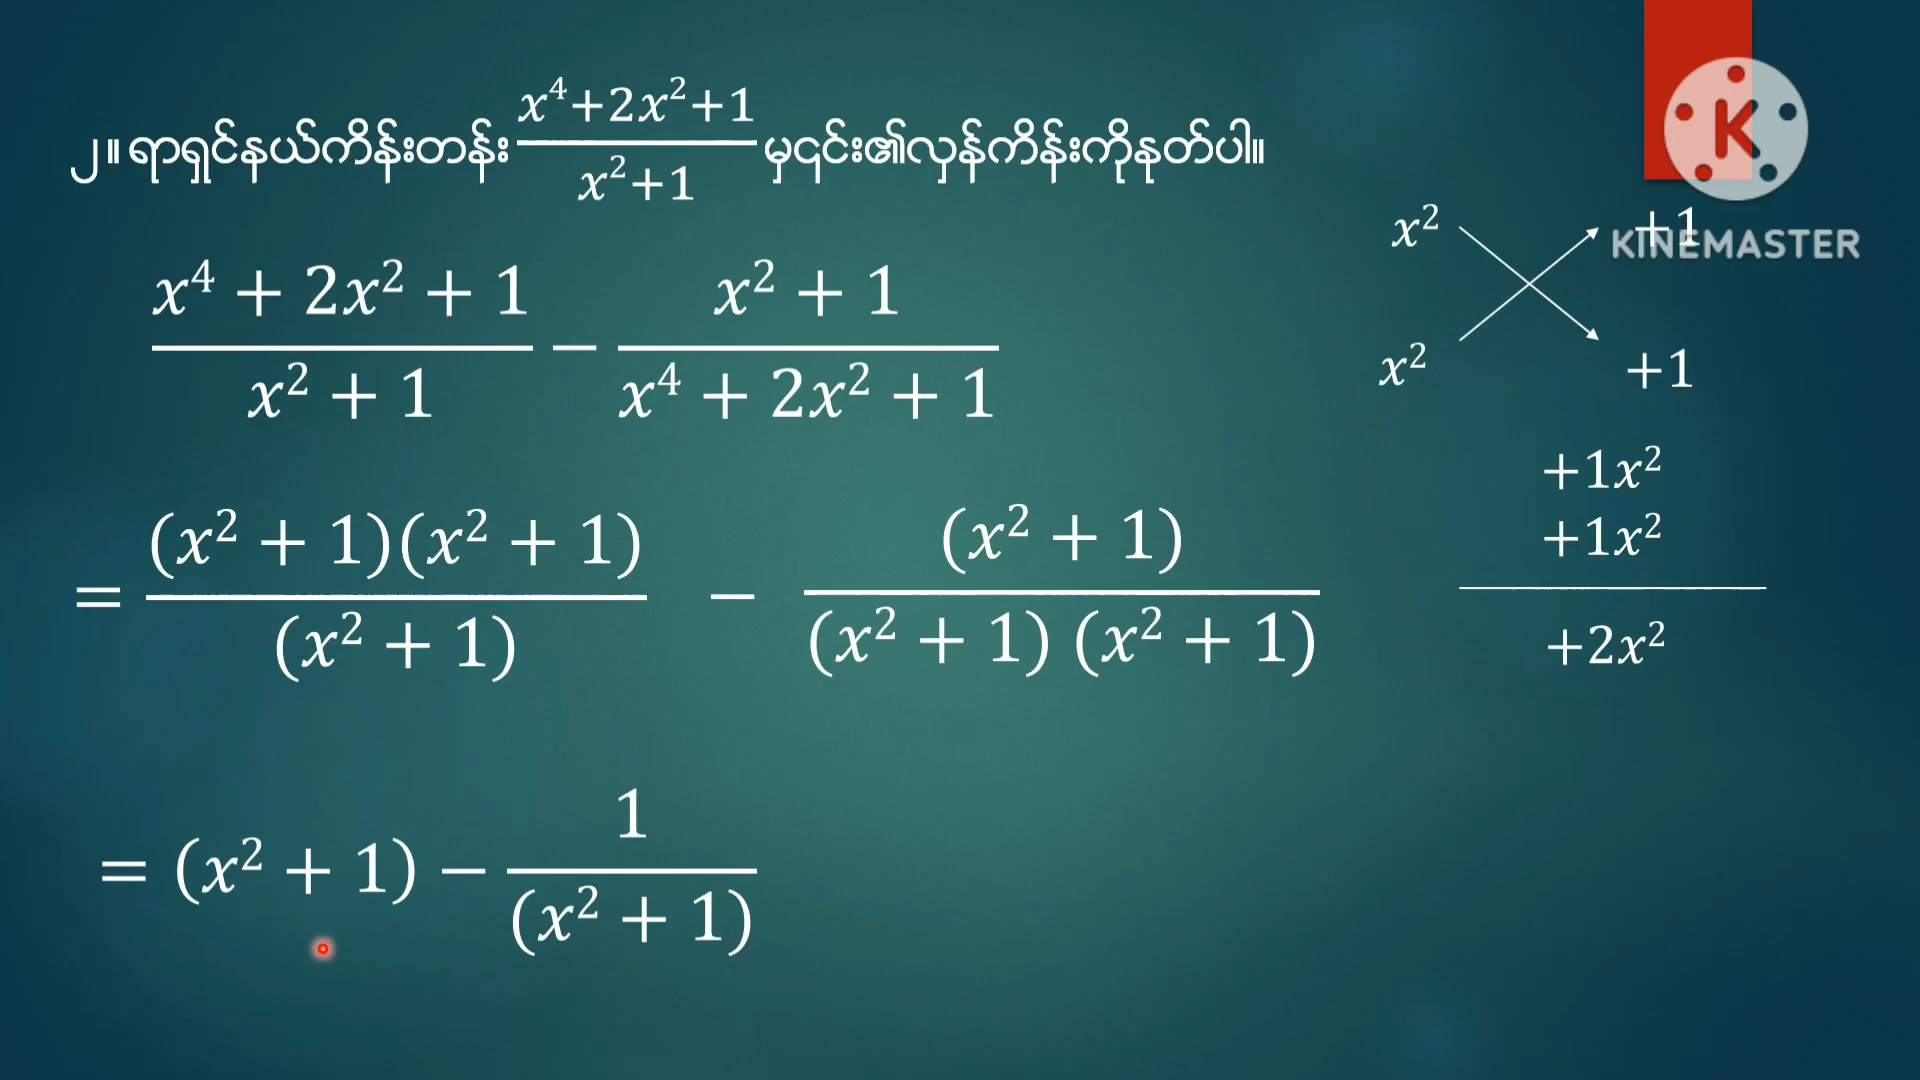 ၂။ ရာရှင်နယ်ကိန်းတန်း (x⁴+2x²+1)/(x²+1) မှ၎င်း၏လှန်ကိန်းကိုနုတ်ပါ။
(x⁴ + 2x² + 1)/(x² + 1) − (x² + 1)/(x⁴ + 2x² + 1)
= (x² + 1)(x² + 1)/(x² + 1) − (x² + 1)/(x² + 1) (x² + 1)
= (x² + 1) − 1/(x² + 1)
x² +1
x² +1
+1x²
+1x²
+2x²
K
KINEMASTER